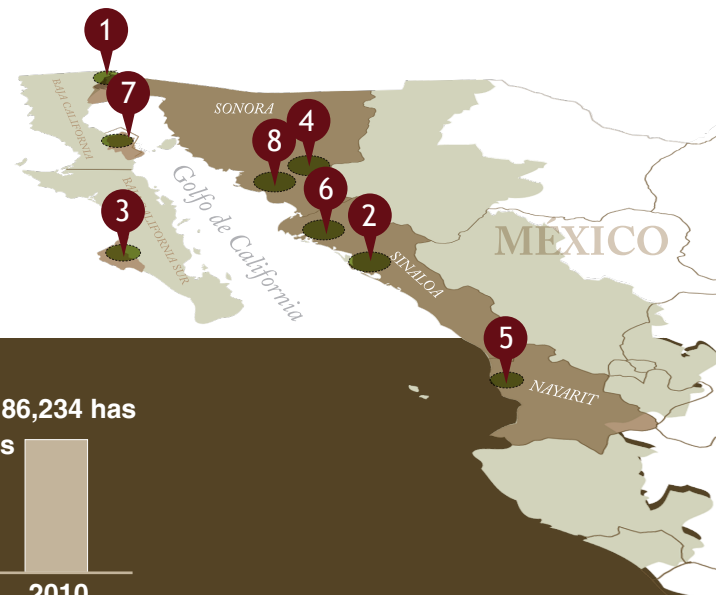 1
7
BAJA CALIFORNIA
SONORA
4
8
6
3
BAJA CALIFORNIA SUR
Golfo de California
2
SINALOA
MÉXICO
5
NAYARIT
86,234 has
s
2010